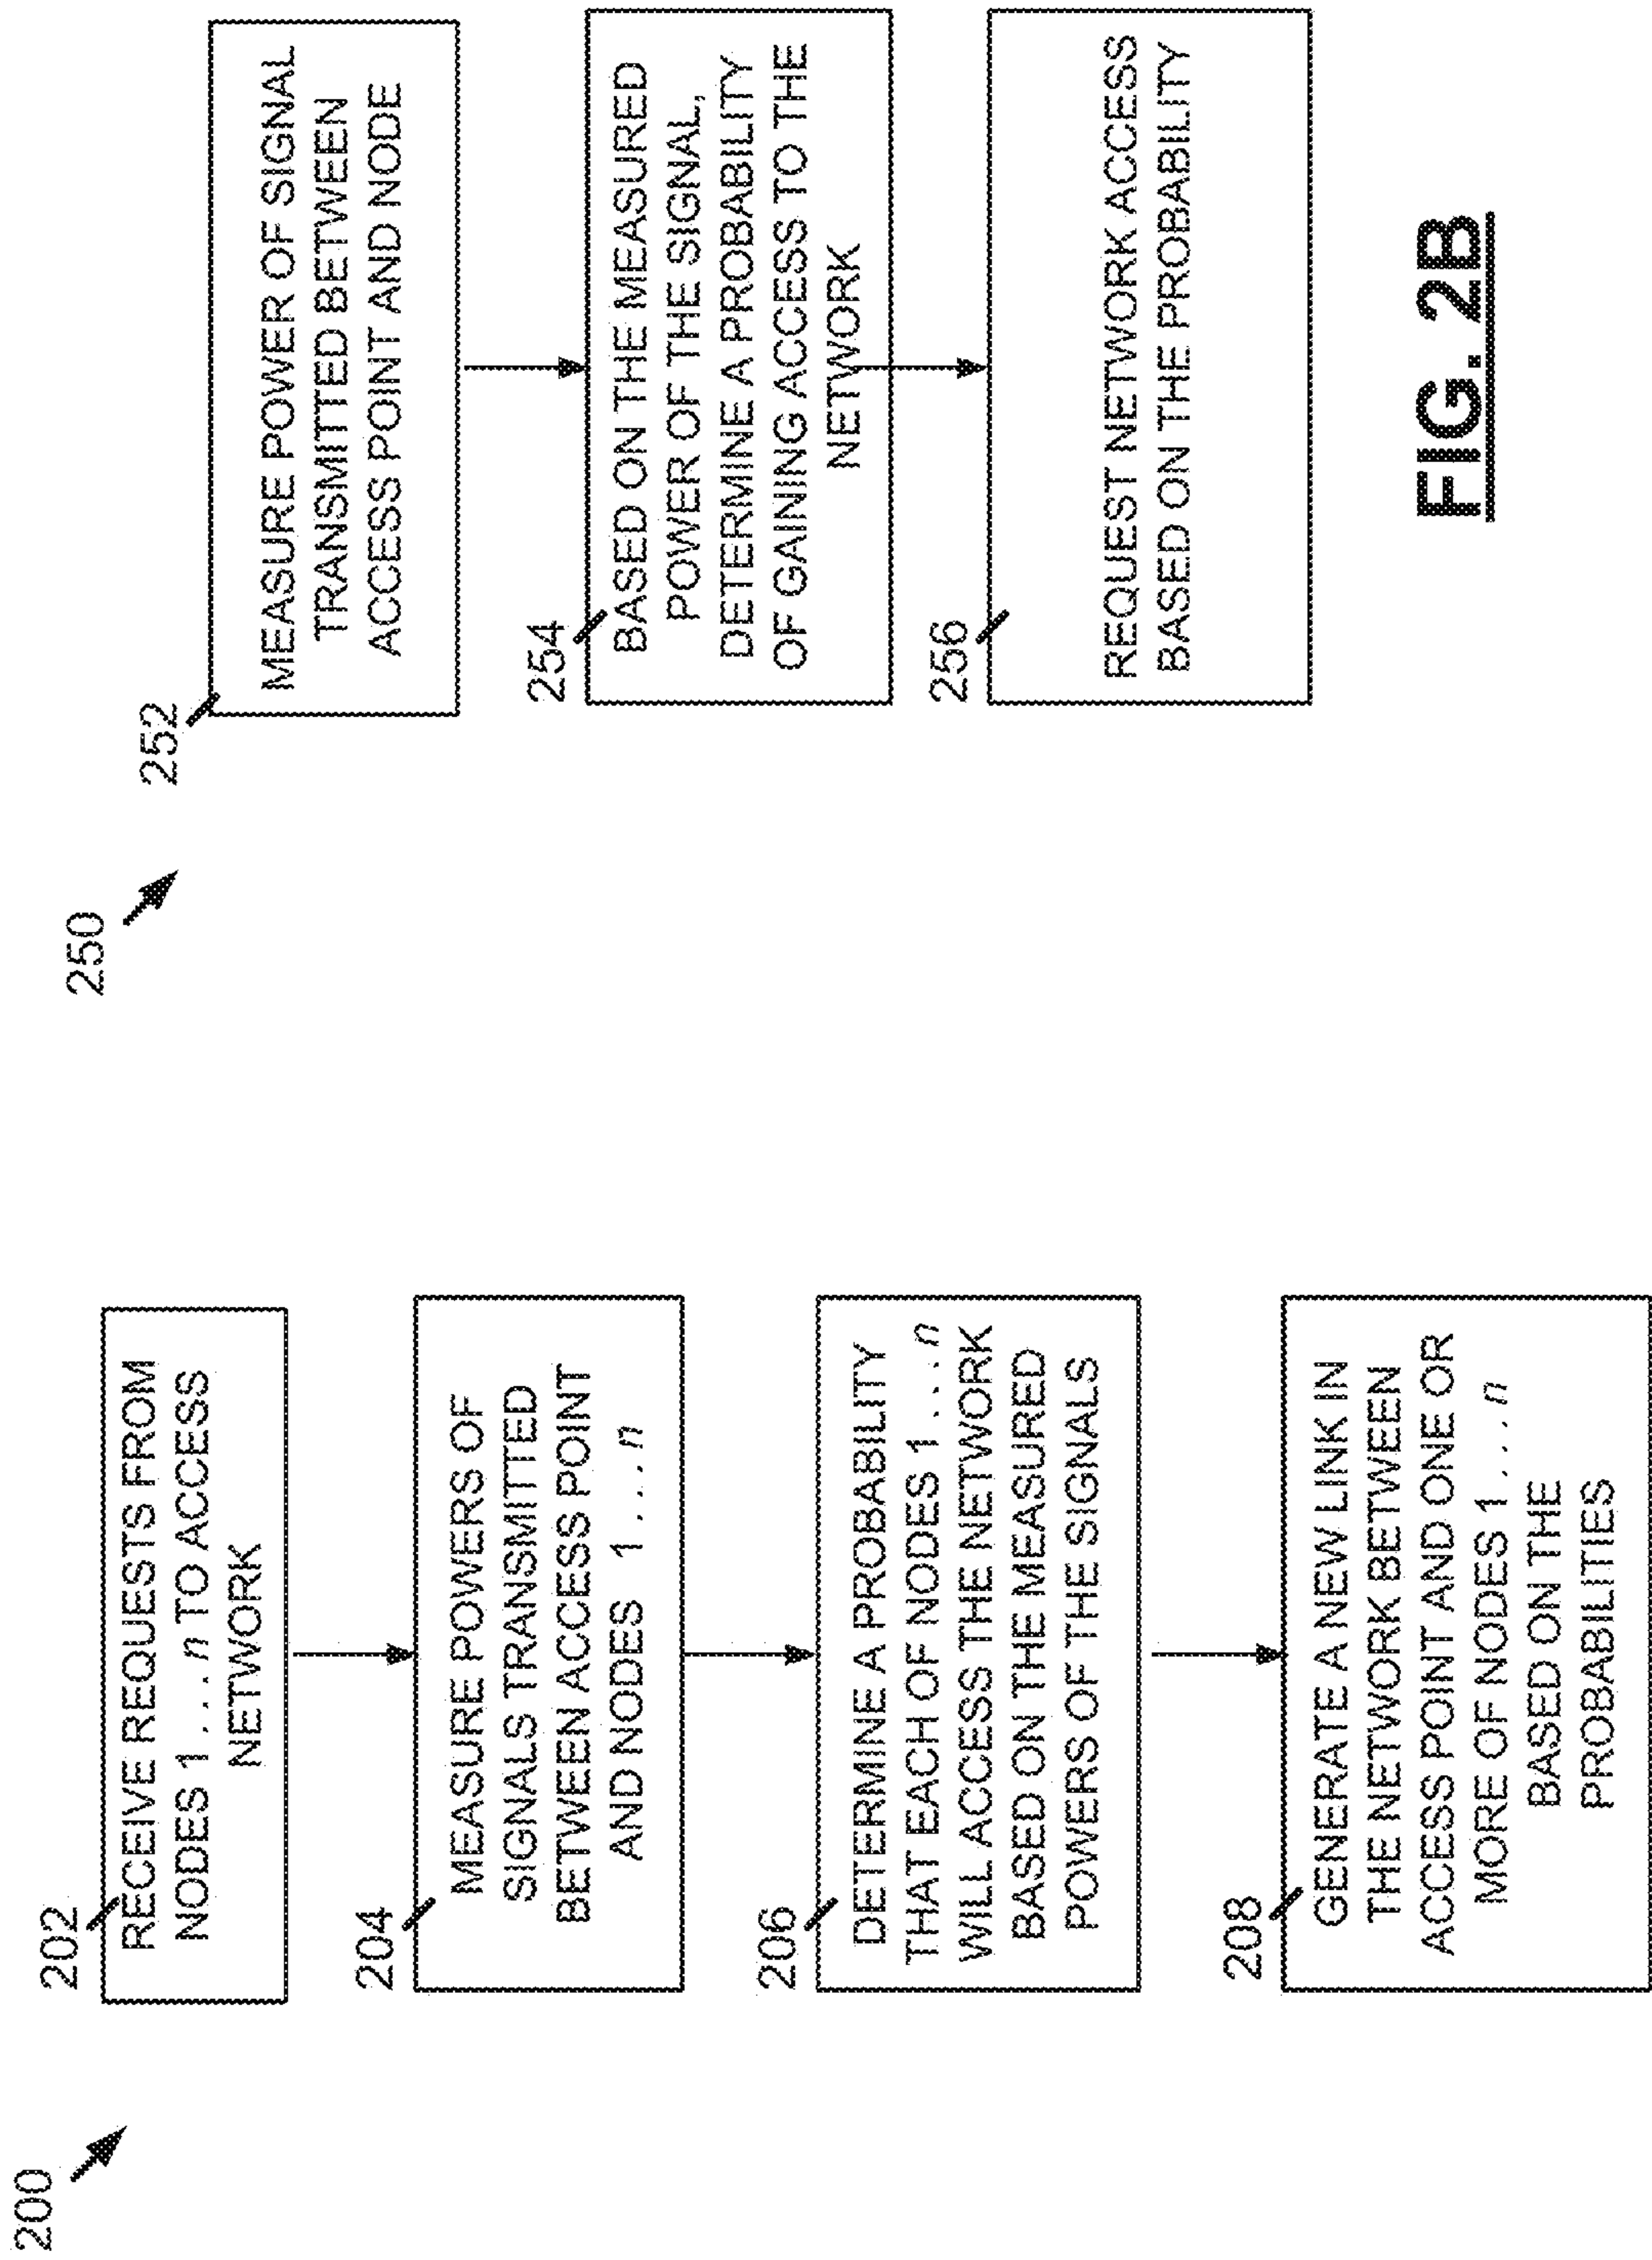 200
202
RECEIVE REQUESTS FROM
NODES 1 . . . n TO ACCESS
NETWORK
204
MEASURE POWERS OF
SIGNALS TRANSMITTED
BETWEEN ACCESS POINT
AND NODES 1 . . . n
206
DETERMINE A PROBABILITY
THAT EACH OF NODES 1 . . . n
WILL ACCESS THE NETWORK
BASED ON THE MEASURED
POWERS OF THE SIGNALS
208
GENERATE A NEW LINK IN
THE NETWORK BETWEEN
ACCESS POINT AND ONE OR
MORE OF NODES 1 . . . n
BASED ON THE
PROBABILITIES
250
252
MEASURE POWER OF SIGNAL
TRANSMITTED BETWEEN
ACCESS POINT AND NODE
254
BASED ON THE MEASURED
POWER OF THE SIGNAL,
DETERMINE A PROBABILITY
OF GAINING ACCESS TO THE
NETWORK
256
REQUEST NETWORK ACCESS
BASED ON THE PROBABILITY
FIG. 2B